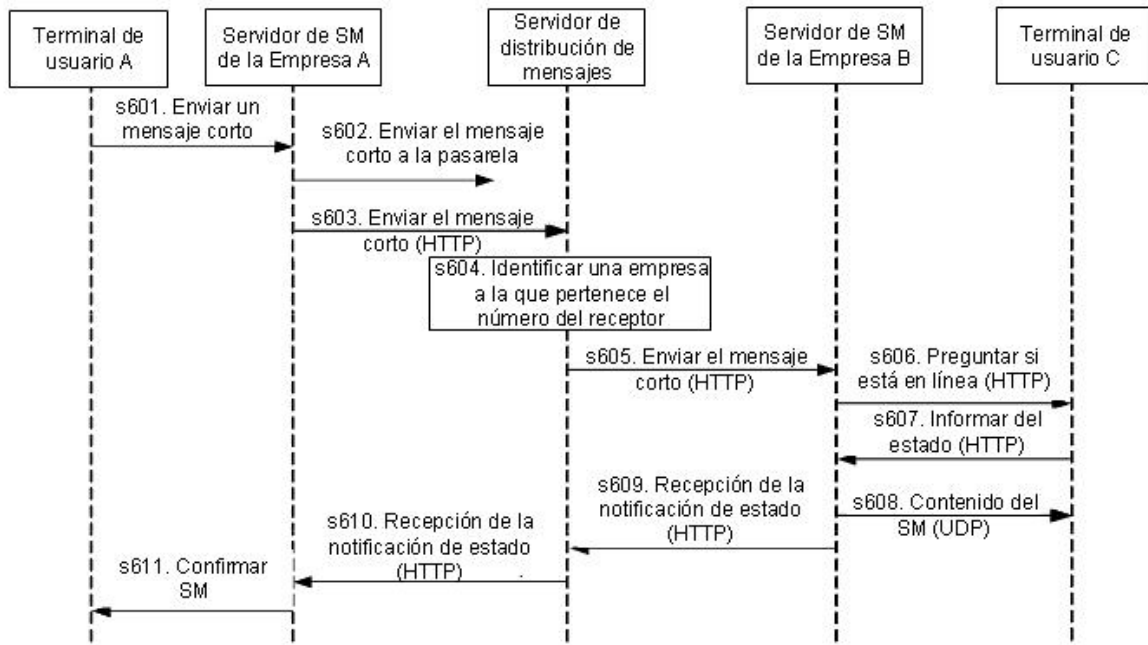 Terminal de
usuario A
Servidor de SM
de la Empresa A
Servidor de
distribución de
mensajes
Servidor de SM
de la Empresa B
Terminal de
usuario C
s601. Enviar un
mensaje corto
s602. Enviar el mensaje
corto a la pasarela
s603. Enviar el mensaje
corto (HTTP)
s604. Identificar una empresa
a la que pertenece el
número del receptor
s605. Enviar el mensaje
corto (HTTP)
s606. Preguntar si
está en línea (HTTP)
s607. Informar del
estado (HTTP)
s608. Contenido del
SM (UDP)
s609. Recepción de la
notificación de estado
(HTTP)
s610. Recepción de la
notificación de estado
(HTTP)
s611. Confirmar
SM